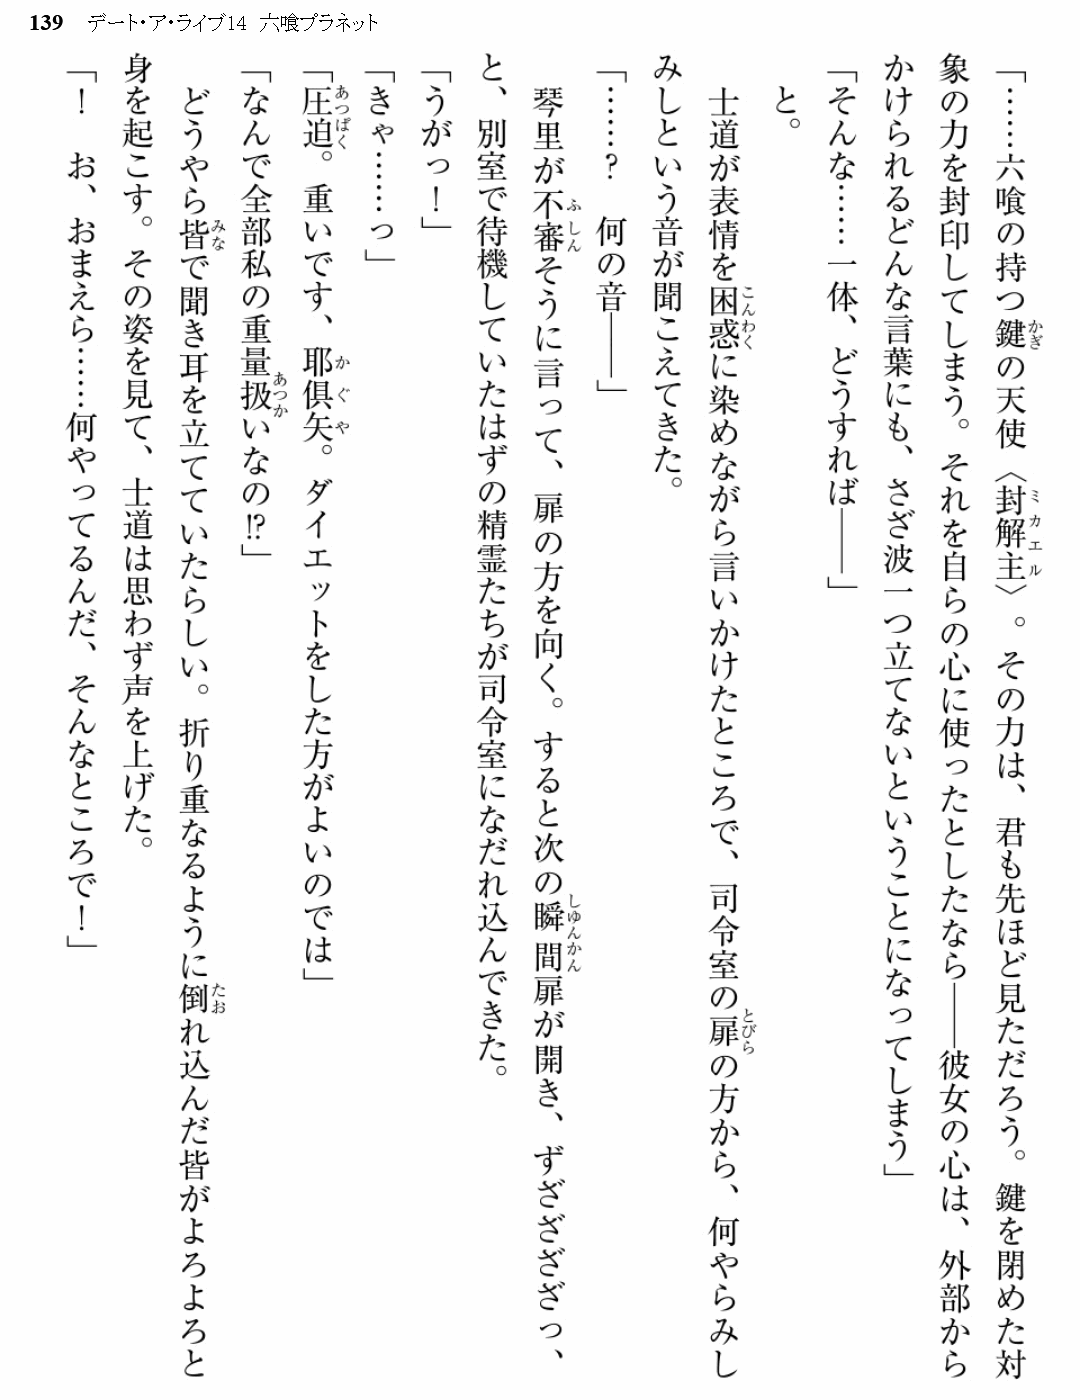 139 デート・ア・ライブ14 六喰プラネット
「……六喰の持つ鍵の天使〈封解主〉。その力は、君も先ほど見ただろう。鍵を閉めた対
象の力を封印してしまう。それを自らの心に使ったとしたなら――彼女の心は、外部から
かけられるどんな言葉にも、さざ波一つ立てないということになってしまう」
「そんな……一体、どうすれば――」
と。
士道が表情を困惑に染めながら言いかけたところで、司令室の扉の方から、何やらみし
みしという音が聞こえてきた。
「……? 何の音――」
琴里が不審そうに言って、扉の方を向く。すると次の瞬間扉が開き、ずざざざざっ、
と、別室で待機していたはずの精霊たちが司令室になだれ込んできた。
「うがっ!」
「きゃ……っ」
「圧迫。重いです、耶倶矢。ダイエットをした方がよいのでは」
「なんで全部私の重量扱いなの!?」
どうやら皆で聞き耳を立てていたらしい。折り重なるように倒れ込んだ皆がよろよろと
身を起こす。その姿を見て、士道は思わず声を上げた。
「! お、おまえら……何やってるんだ、そんなところで!」